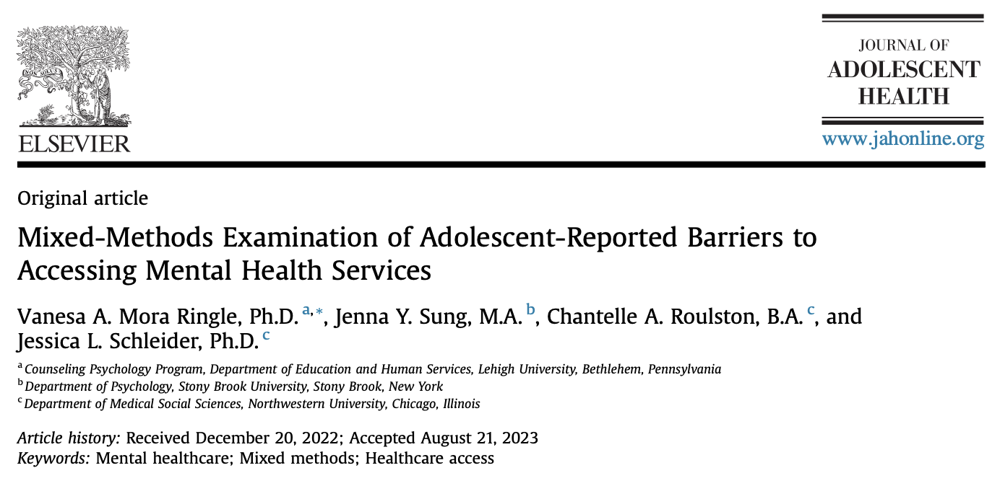 NON SOLUS
ELSEVIER
JOURNAL OF
ADOLESCENT
HEALTH
www.jahonline.org
Original article
Mixed-Methods Examination of Adolescent-Reported Barriers to
Accessing Mental Health Services
Vanesa A. Mora Ringle, Ph.D. a,*, Jenna Y. Sung, M.A. b, Chantelle A. Roulston, B.A. c, and
Jessica L. Schleider, Ph.D. c
a Counseling Psychology Program, Department of Education and Human Services, Lehigh University, Bethlehem, Pennsylvania
b Department of Psychology, Stony Brook University, Stony Brook, New York
c Department of Medical Social Sciences, Northwestern University, Chicago, Illinois
Article history: Received December 20, 2022; Accepted August 21, 2023
Keywords: Mental healthcare; Mixed methods; Healthcare access